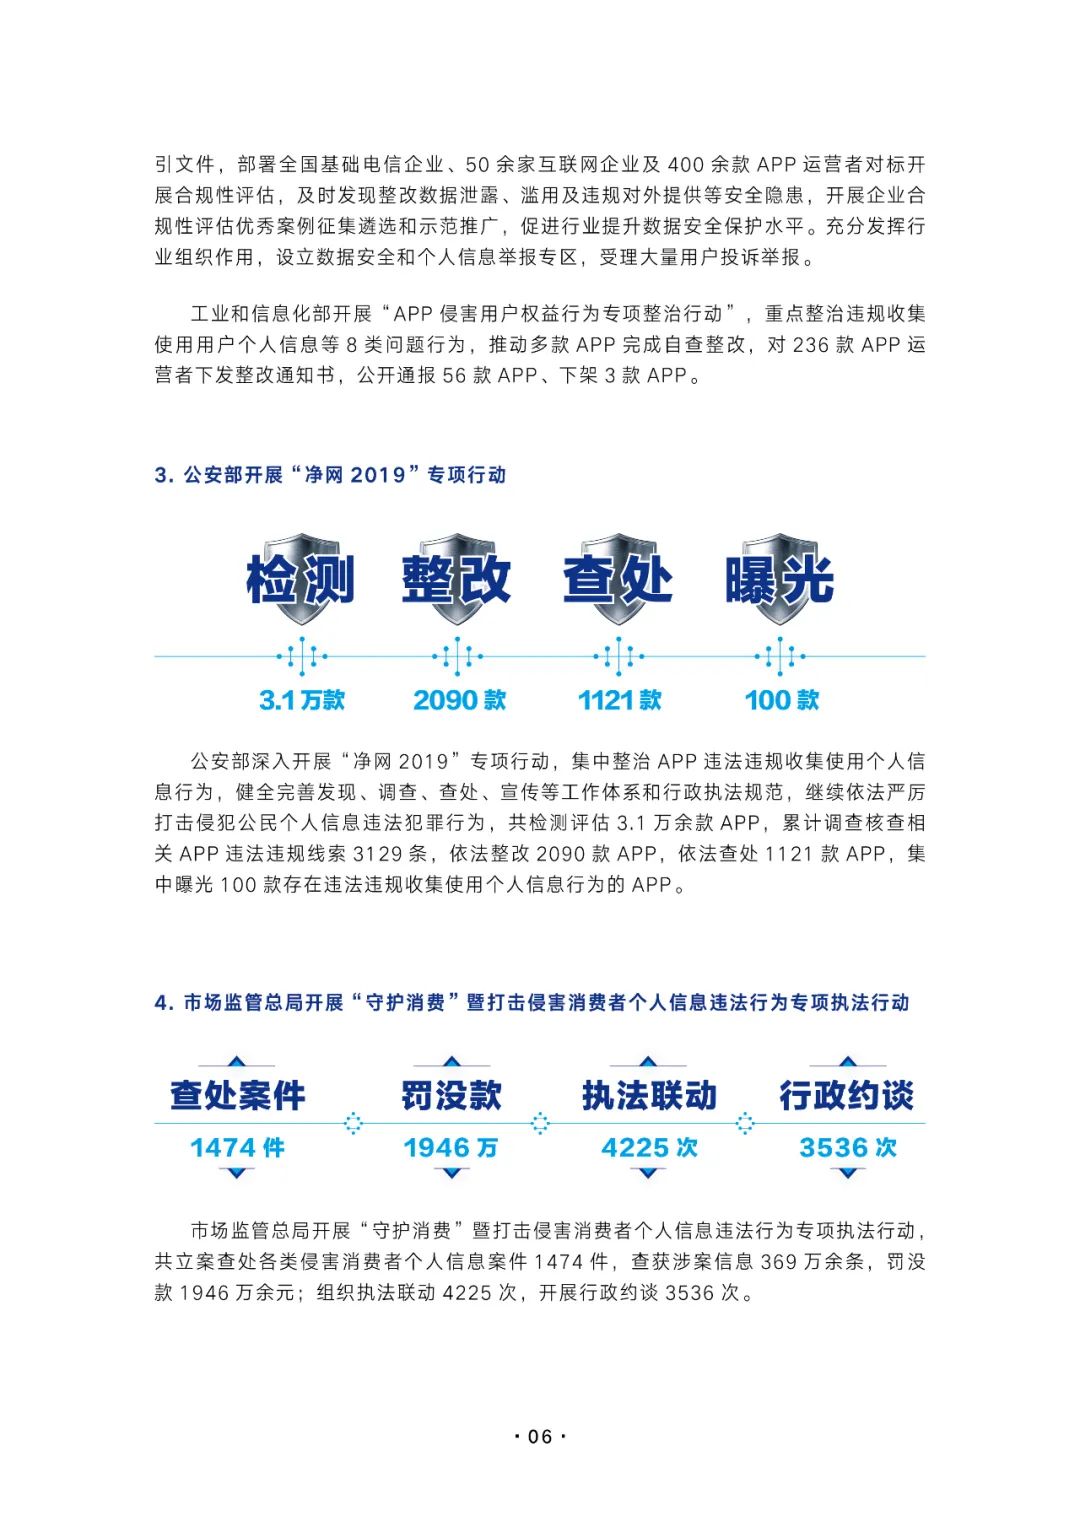 引文件，部署全国基础电信企业、50 余家互联网企业及 400 余款 APP 运营者对标开
展合规性评估，及时发现整改数据泄露、滥用及违规对外提供等安全隐患，开展企业合
规性评估优秀案例征集遴选和示范推广，促进行业提升数据安全保护水平。充分发挥行
业组织作用，设立数据安全和个人信息举报专区，受理大量用户投诉举报。
工业和信息化部开展“APP 侵害用户权益行为专项整治行动”，重点整治违规收集
使用用户个人信息等 8 类问题行为，推动多款 APP 完成自查整改，对 236 款 APP 运
营者下发整改通知书，公开通报 56 款 APP、下架 3 款 APP。
3. 公安部开展“净网 2019”专项行动
检测 整改 查处 曝光
3.1 万款 2090 款 1121 款 100 款
公安部深入开展“净网 2019”专项行动，集中整治 APP 违法违规收集使用个人信
息行为，健全完善发现、调查、查处、宣传等工作体系和行政执法规范，继续依法严厉
打击侵犯公民个人信息违法犯罪行为，共检测评估 3.1 万余款 APP，累计调查核查相
关 APP 违法违规线索 3129 条，依法整改 2090 款 APP，依法查处 1121 款 APP，集
中曝光 100 款存在违法违规收集使用个人信息行为的 APP。
4. 市场监管总局开展“守护消费”暨打击侵害消费者个人信息违法行为专项执法行动
查处案件 罚没款 执法联动 行政约谈
1474 件 1946 万 4225 次 3536 次
市场监管总局开展“守护消费”暨打击侵害消费者个人信息违法行为专项执法行动，
共立案查处各类侵害消费者个人信息案件 1474 件，查获涉案信息 369 万余条，罚没
款 1946 万余元；组织执法联动 4225 次，开展行政约谈 3536 次。
· 06 ·